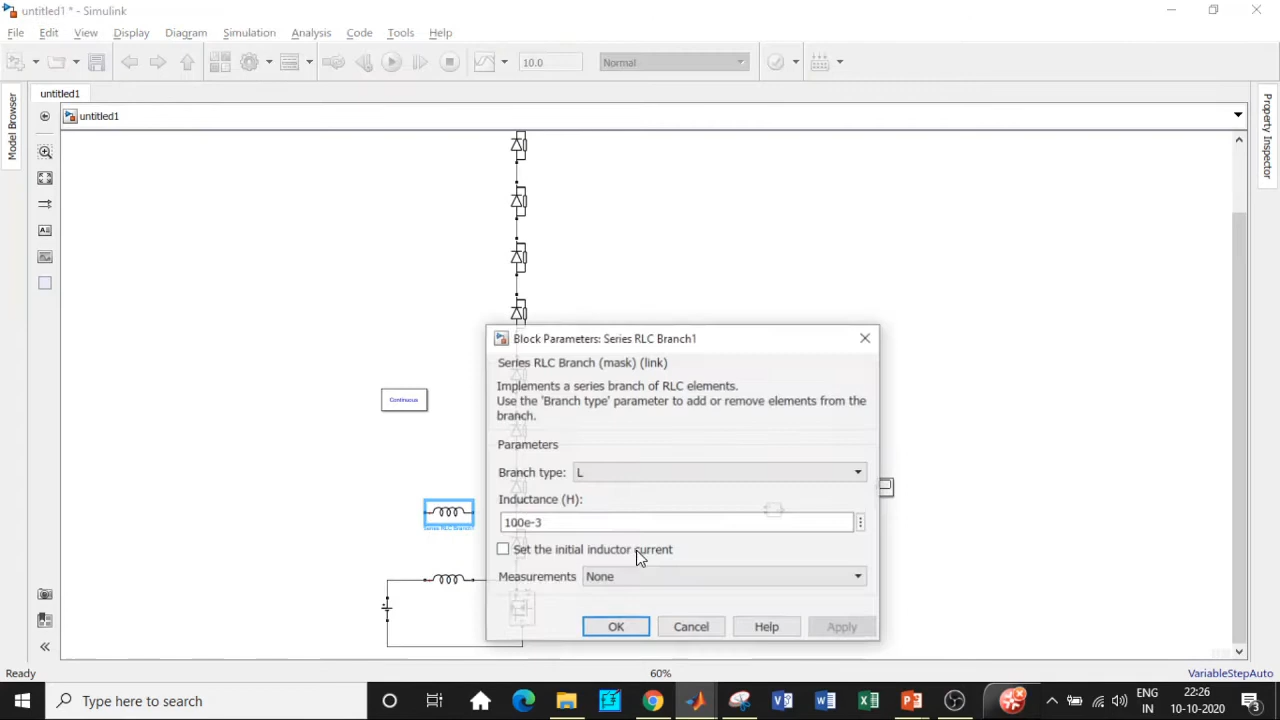 untitled1 * - Simulink
File Edit View Display Diagram Simulation Analysis Code Tools Help
10.0 Normal
untitled1
untitled1
Model Browser
Property Inspector
Continuous
Series RLC Branch1
Block Parameters: Series RLC Branch1
Series RLC Branch (mask) (link)
Implements a series branch of RLC elements.
Use the 'Branch type' parameter to add or remove elements from the
branch.
Parameters
Branch type: L
Inductance (H):
100e-3
Set the initial inductor current
Measurements None
OK Cancel Help Apply
Ready 60% VariableStepAuto
Type here to search
ENG 22:26
IN 10-10-2020
3